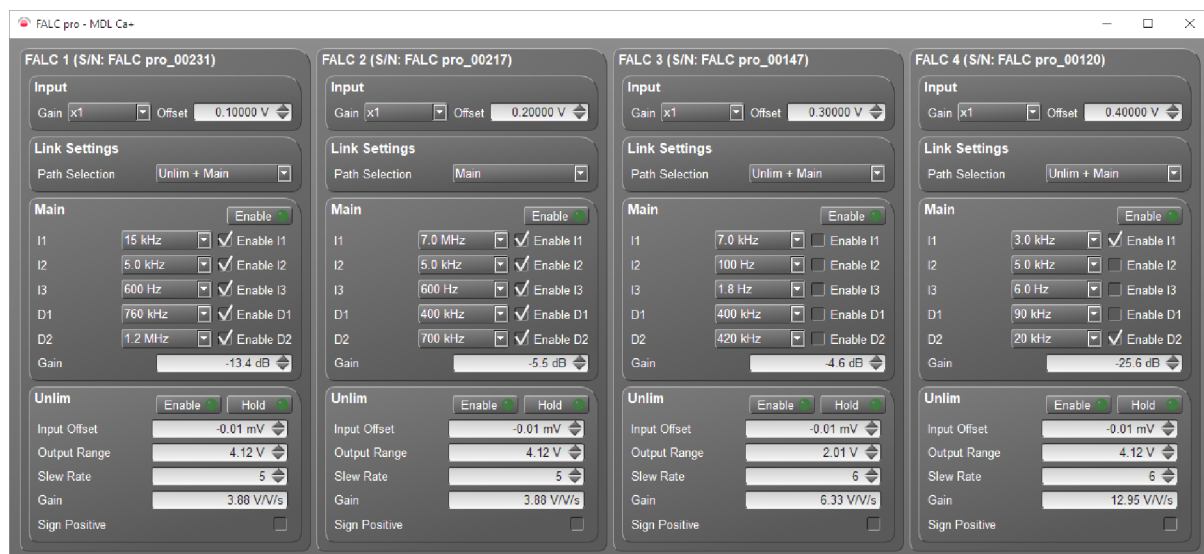 FALC pro - MDL Ca+
FALC 1 (S/N: FALC pro_00231)
Input
Gain x1 Offset 0.10000 V
Link Settings
Path Selection Unlim + Main
Main Enable
I1 15 kHz Enable I1
I2 5.0 kHz Enable I2
I3 600 Hz Enable I3
D1 760 kHz Enable D1
D2 1.2 MHz Enable D2
Gain -13.4 dB
Unlim Enable Hold
Input Offset -0.01 mV
Output Range 4.12 V
Slew Rate 5
Gain 3.88 V/V/s
Sign Positive
FALC 2 (S/N: FALC pro_00217)
Input
Gain x1 Offset 0.20000 V
Link Settings
Path Selection Main
Main Enable
I1 7.0 MHz Enable I1
I2 5.0 kHz Enable I2
I3 600 Hz Enable I3
D1 400 kHz Enable D1
D2 700 kHz Enable D2
Gain -5.5 dB
Unlim Enable Hold
Input Offset -0.01 mV
Output Range 4.12 V
Slew Rate 5
Gain 3.88 V/V/s
Sign Positive
FALC 3 (S/N: FALC pro_00147)
Input
Gain x1 Offset 0.30000 V
Link Settings
Path Selection Unlim + Main
Main Enable
I1 7.0 kHz Enable I1
I2 100 Hz Enable I2
I3 1.8 Hz Enable I3
D1 400 kHz Enable D1
D2 420 kHz Enable D2
Gain -4.6 dB
Unlim Enable Hold
Input Offset -0.01 mV
Output Range 2.01 V
Slew Rate 6
Gain 6.33 V/V/s
Sign Positive
FALC 4 (S/N: FALC pro_00120)
Input
Gain x1 Offset 0.40000 V
Link Settings
Path Selection Unlim + Main
Main Enable
I1 3.0 kHz Enable I1
I2 5.0 kHz Enable I2
I3 6.0 Hz Enable I3
D1 90 kHz Enable D1
D2 20 kHz Enable D2
Gain -25.6 dB
Unlim Enable Hold
Input Offset -0.01 mV
Output Range 4.12 V
Slew Rate 6
Gain 12.95 V/V/s
Sign Positive